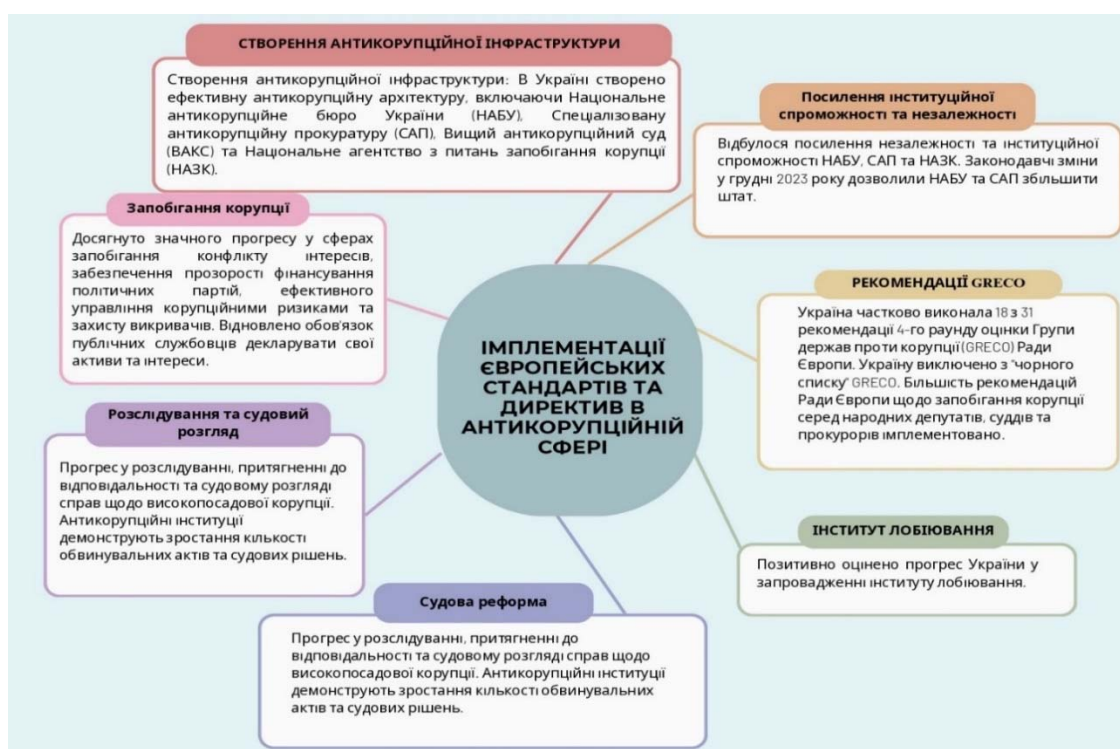 СТВОРЕННЯ АНТИКОРУПЦІЙНОЇ ІНФРАСТРУКТУРИ
Створення антикорупційної інфраструктури: В Україні створено
ефективну антикорупційну архітектуру, включаючи Національне
антикорупційне бюро України (НАБУ), Спеціалізовану
антикорупційну прокуратуру (САП), Вищий антикорупційний суд
(ВАКС) та Національне агентство з питань запобігання корупції
(НАЗК).
Посилення інституційної
спроможності та незалежності
Відбулося посилення незалежності та інституційної
спроможності НАБУ, САП та НАЗК. Законодавчі зміни
у грудні 2023 року дозволили НАБУ та САП збільшити
штат.
Запобігання корупції
Досягнуто значного прогресу у сферах
запобігання конфлікту інтересів,
забезпечення прозорості фінансування
політичних партій, ефективного
управління корупційними ризиками та
захисту викривачів. Відновлено обов'язок
публічних службовців декларувати свої
активи та інтереси.
РЕКОМЕНДАЦІЇ GRECO
Україна частково виконала 18 з 31
рекомендації 4-го раунду оцінки Групи
держав проти корупції (GRECO) Ради
Європи. Україну виключено з "чорного
списку" GRECO. Більшість рекомендацій
Ради Європи щодо запобігання корупції
серед народних депутатів, суддів та
прокурорів імплементовано.
ІМПЛЕМЕНТАЦІЇ
ЄВРОПЕЙСЬКИХ
СТАНДАРТІВ ТА
ДИРЕКТИВ В
АНТИКОРУПЦІЙНІЙ
СФЕРІ
Розслідування та судовий
розгляд
Прогрес у розслідуванні, притягненні до
відповідальності та судовому розгляді
справ щодо високопосадової корупції.
Антикорупційні інституції
демонструють зростання кількості
обвинувальних актів та судових рішень.
ІНСТИТУТ ЛОБІЮВАННЯ
Позитивно оцінено прогрес України у
запровадженні інституту лобіювання.
Судова реформа
Прогрес у розслідуванні, притягненні до
відповідальності та судовому розгляді справ щодо
високопосадової корупції. Антикорупційні інституції
демонструють зростання кількості обвинувальних
актів та судових рішень.